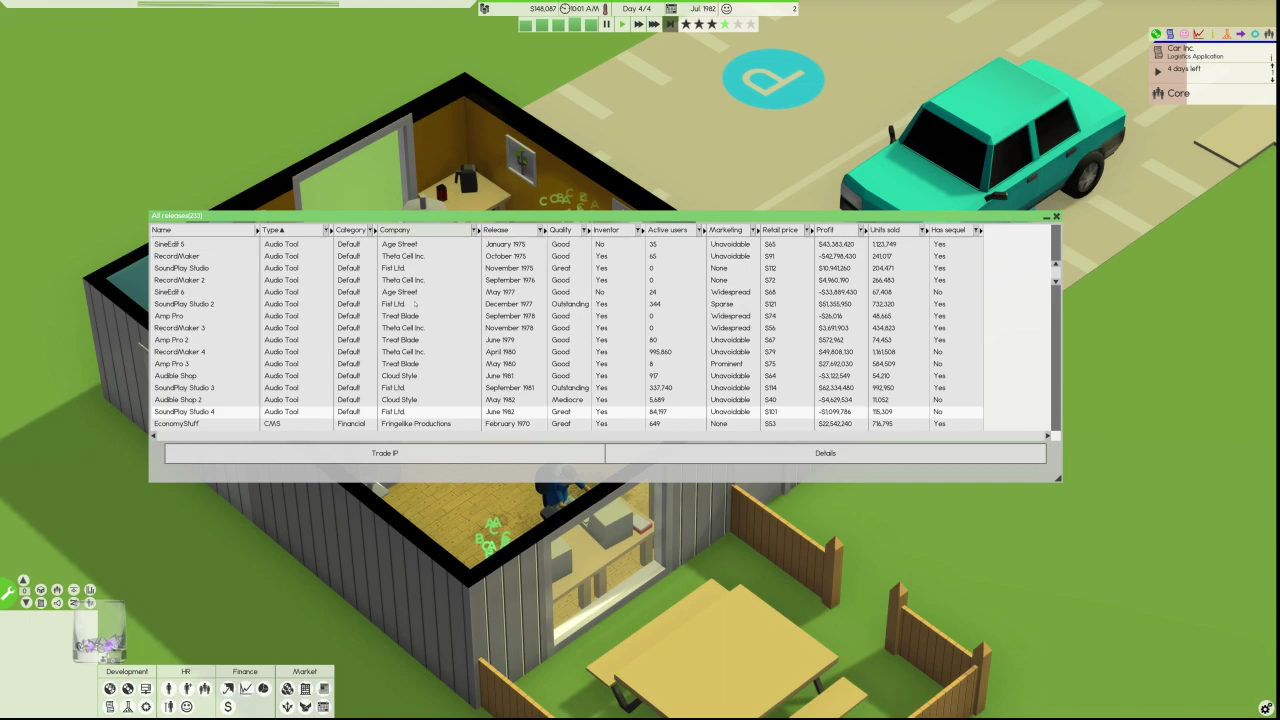 $148,087 10:01 AM Day 4/4 Jul 1982 2
Car Inc.
Logistics Application
4 days left
Core
All releases(233)
Name Type Category Company Release Quality Inventor Active users Marketing Retail price Profit Units sold Has sequel
SineEdit 5 Audio Tool Default Age Street January 1975 Good No 35 Unavoidable $65 $43,383,420 1,123,749 Yes
RecordMaker Audio Tool Default Theta Cell Inc. October 1975 Good Yes 65 Unavoidable $91 -$42,798,430 241,017 Yes
SoundPlay Studio Audio Tool Default Fist Ltd. November 1975 Great Yes 0 None $112 $10,941,260 204,471 Yes
RecordMaker 2 Audio Tool Default Theta Cell Inc. September 1976 Good Yes 0 None $72 $4,960,190 266,483 Yes
SineEdit 6 Audio Tool Default Age Street May 1977 Good No 24 Widespread $68 -$33,889,430 67,408 No
SoundPlay Studio 2 Audio Tool Default Fist Ltd. December 1977 Outstanding Yes 344 Sparse $121 $51,355,950 732,320 Yes
Amp Pro Audio Tool Default Treat Blade September 1978 Good Yes 0 Widespread $74 -$26,016 48,665 Yes
RecordMaker 3 Audio Tool Default Theta Cell Inc. November 1978 Good Yes 0 Widespread $56 $3,691,903 434,823 Yes
Amp Pro 2 Audio Tool Default Treat Blade June 1979 Good Yes 80 Unavoidable $67 $572,962 74,453 Yes
RecordMaker 4 Audio Tool Default Theta Cell Inc. April 1980 Good Yes 995,860 Unavoidable $79 $49,808,130 1,161,508 No
Amp Pro 3 Audio Tool Default Treat Blade May 1980 Good Yes 8 Prominent $75 $27,692,030 584,509 No
Audible Shop Audio Tool Default Cloud Style June 1981 Good Yes 917 Unavoidable $64 -$3,122,549 54,210 Yes
SoundPlay Studio 3 Audio Tool Default Fist Ltd. September 1981 Outstanding Yes 337,740 Unavoidable $114 $62,334,480 992,950 Yes
Audible Shop 2 Audio Tool Default Cloud Style May 1982 Mediocre Yes 5,689 Unavoidable $40 -$4,629,534 11,052 No
SoundPlay Studio 4 Audio Tool Default Fist Ltd. June 1982 Great Yes 84,197 Unavoidable $101 -$1,099,786 115,309 No
EconomyStuff CMS Financial Fringelike Productions February 1970 Great Yes 649 None $53 $22,542,240 716,795 Yes
Trade IP Details
0
Development HR Finance Market